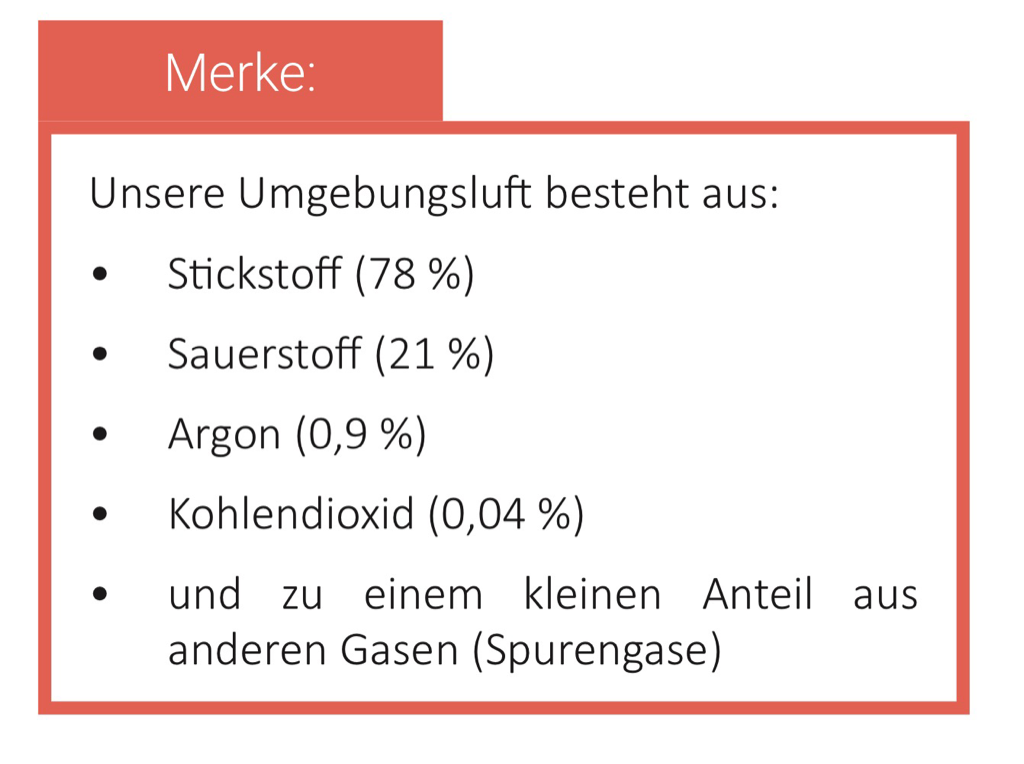 Merke:
Unsere Umgebungsluft besteht aus:
• Stickstoff (78 %)
• Sauerstoff (21 %)
• Argon (0,9 %)
• Kohlendioxid (0,04 %)
• und zu einem kleinen Anteil aus
anderen Gasen (Spurengase)